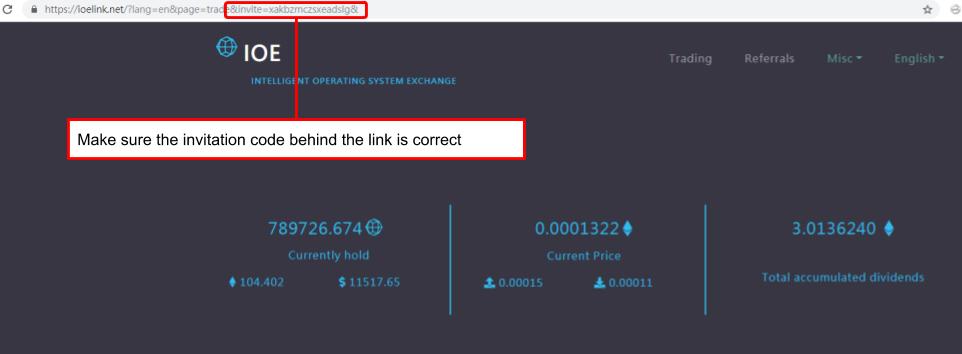 https://ioelink.net/?lang=en&page=trade&invite=xakbzmczsxeadslg&
IOE
INTELLIGENT OPERATING SYSTEM EXCHANGE
Trading Referrals Misc English
Make sure the invitation code behind the link is correct
789726.674 0.0001322 3.0136240
Currently hold Current Price
104.402 $ 11517.65 0.00015 0.00011 Total accumulated dividends